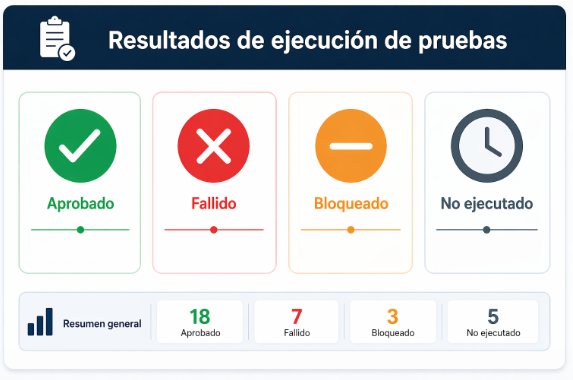 Resultados de ejecución de pruebas
Aprobado
Fallido
Bloqueado
No ejecutado
Resumen general
18
Aprobado
7
Fallido
3
Bloqueado
5
No ejecutado